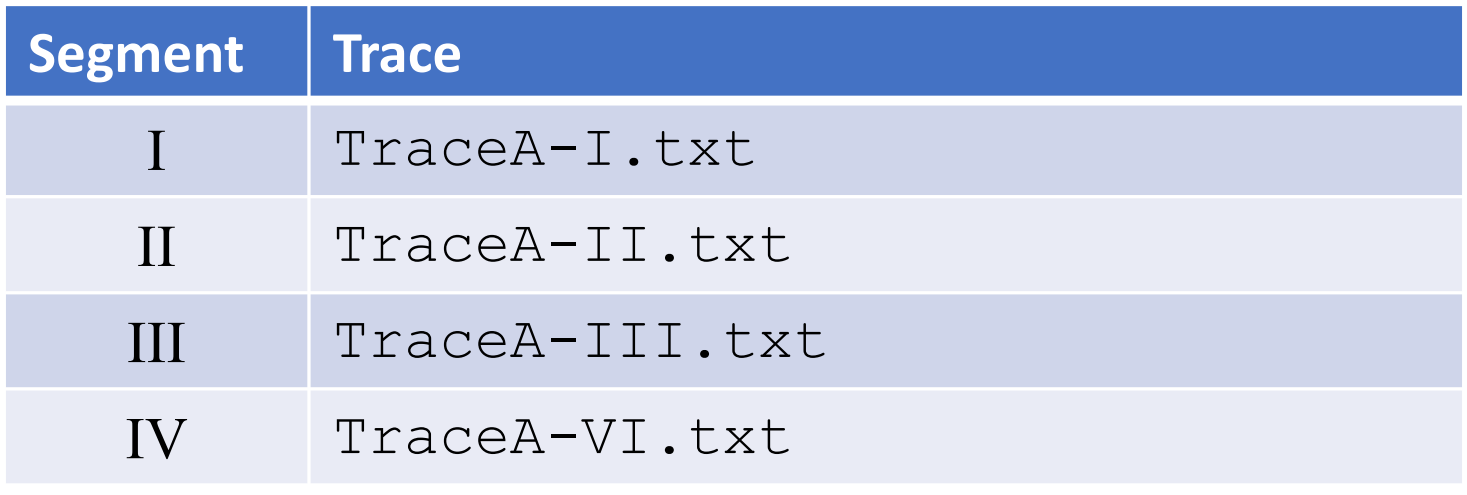 Segment Trace
I TraceA-I.txt
II TraceA-II.txt
III TraceA-III.txt
IV TraceA-VI.txt